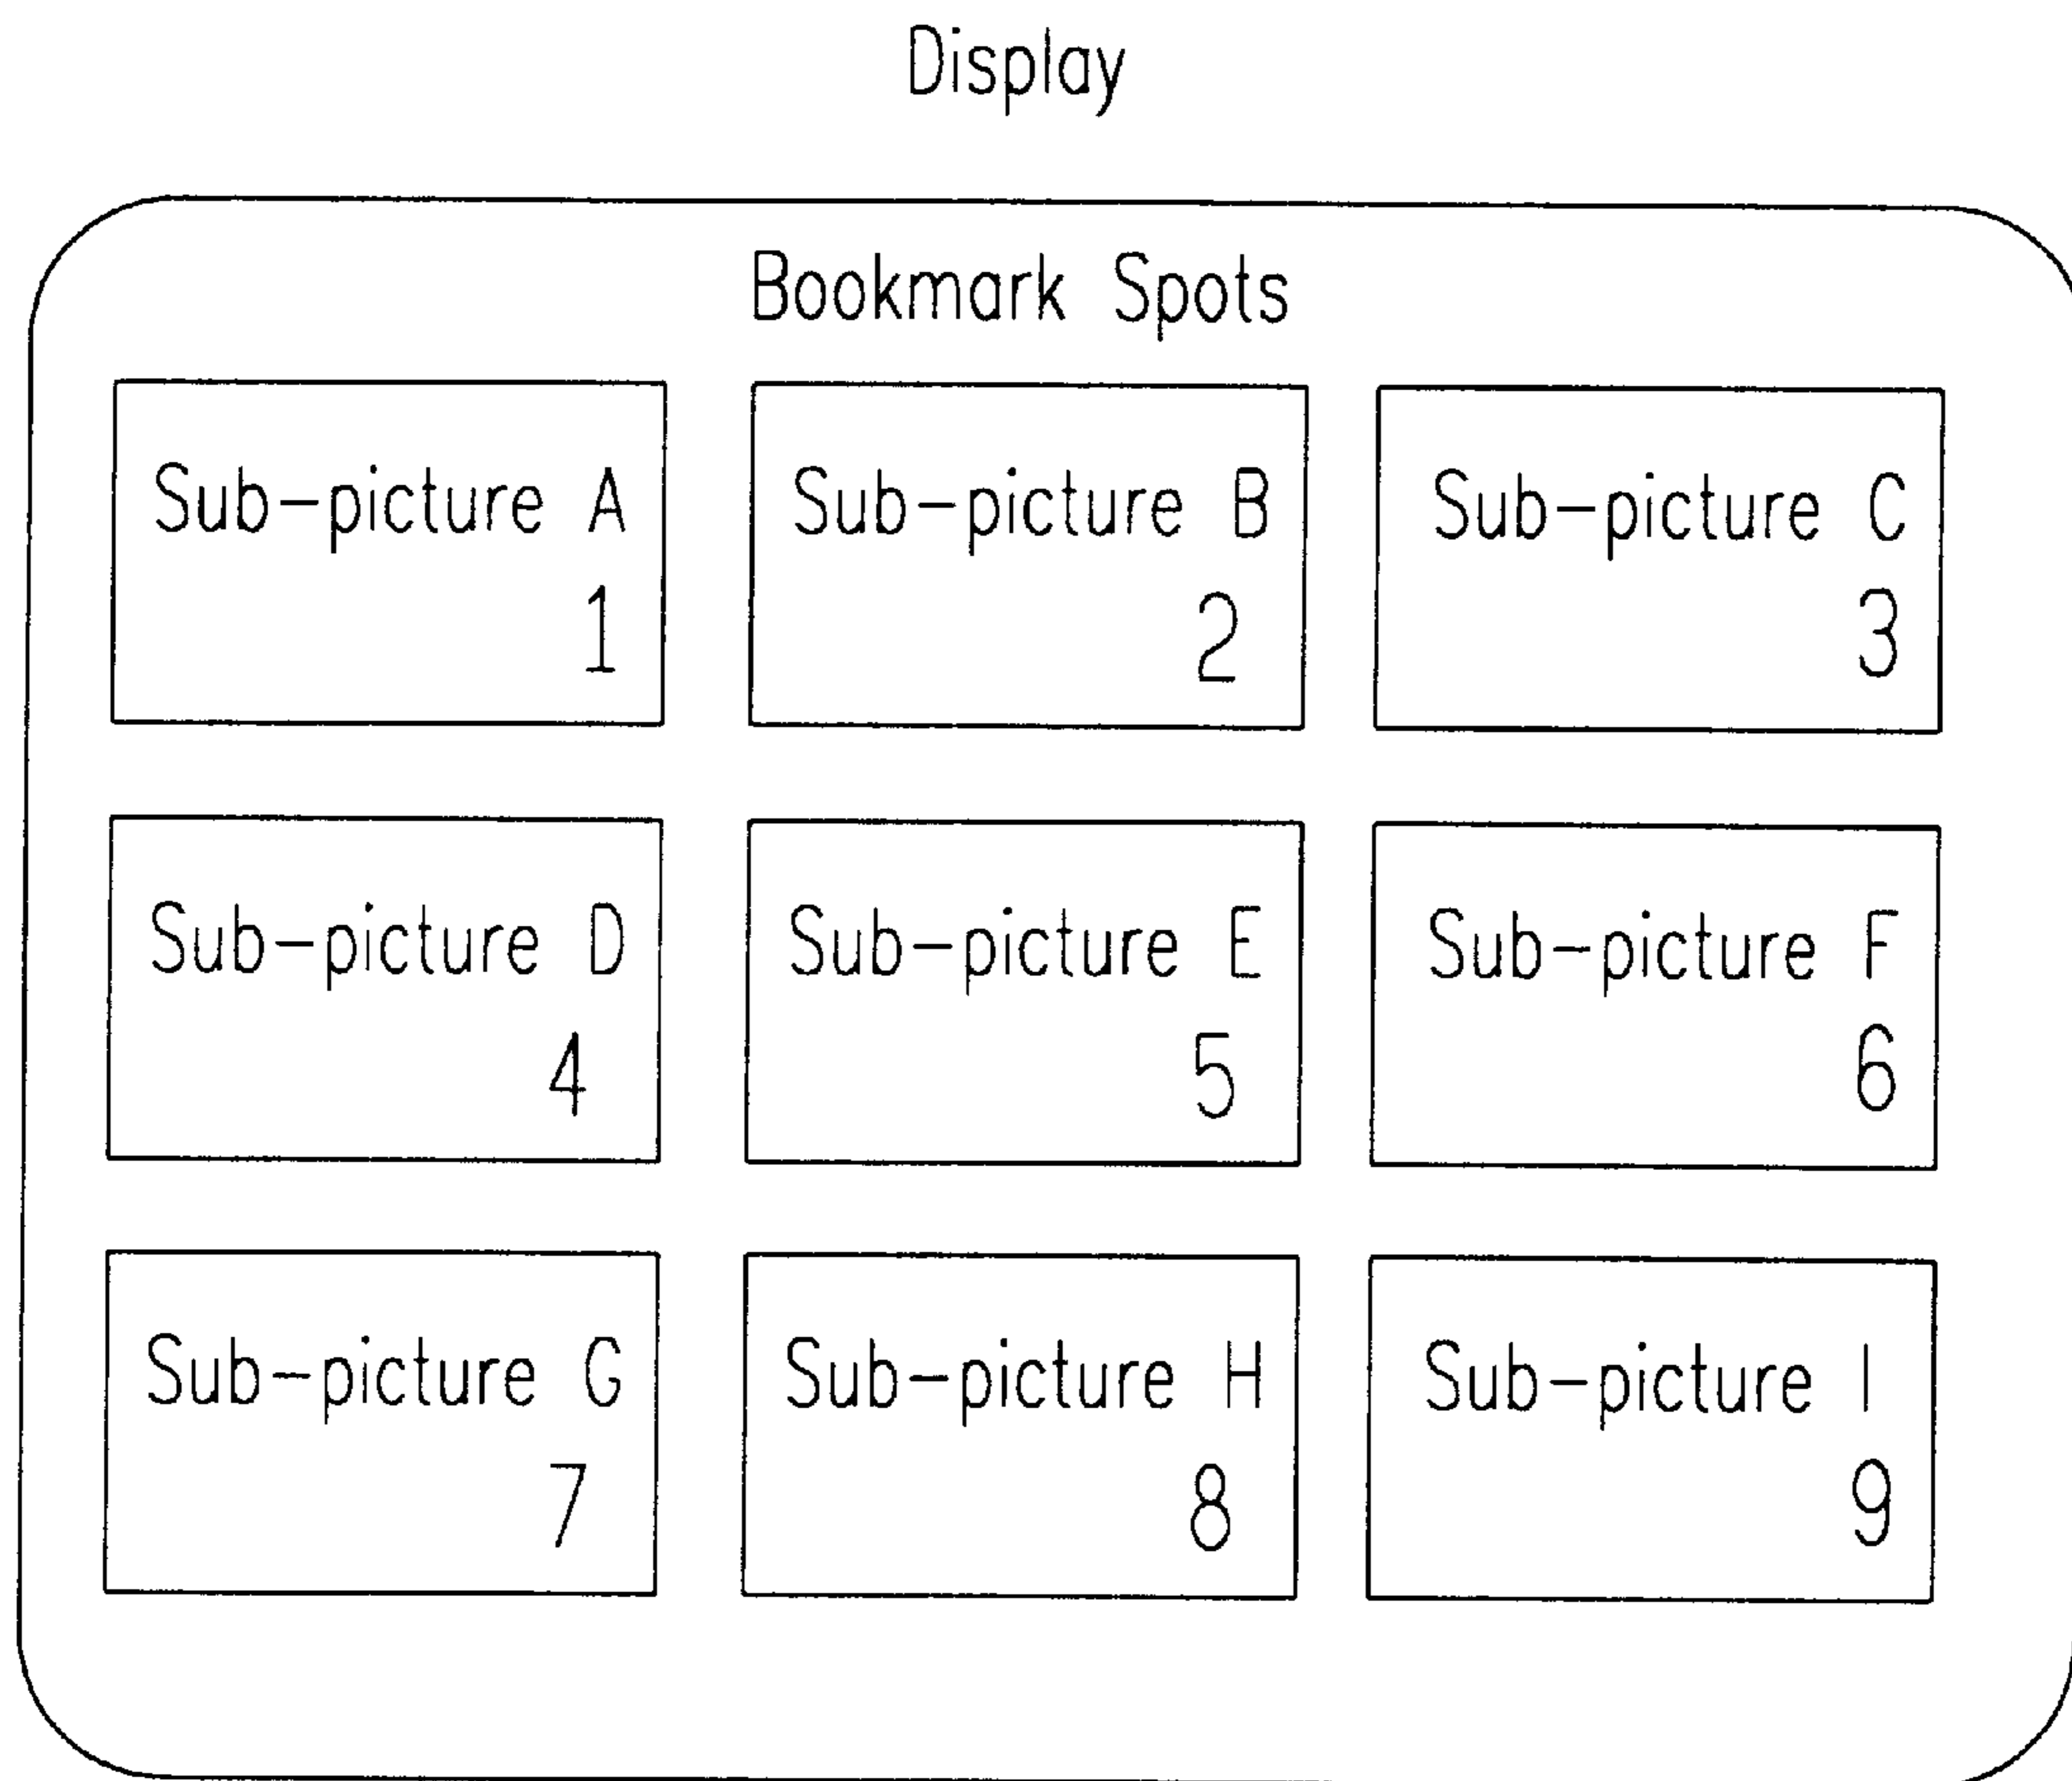 Display
Bookmark Spots
Sub-picture A
1
Sub-picture B
2
Sub-picture C
3
Sub-picture D
4
Sub-picture E
5
Sub-picture F
6
Sub-picture G
7
Sub-picture H
8
Sub-picture I
9